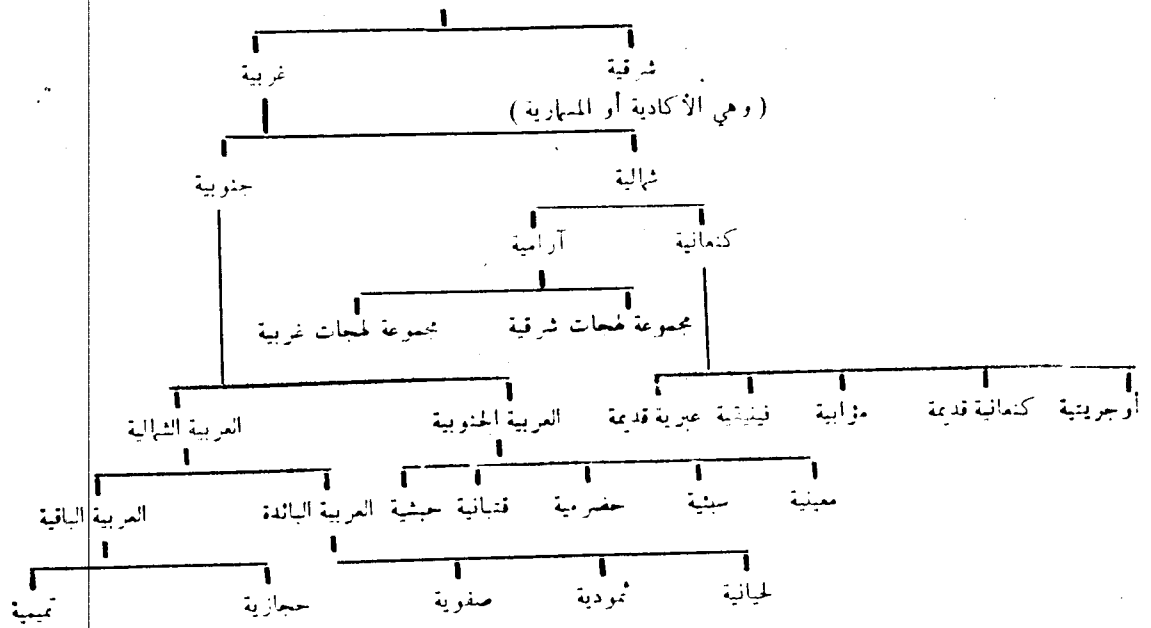 شرقية غربية
( وهي الأكادية أو المسمارية )
شمالية جنوبية
كنعانية آرامية
مجموعة لهجات شرقية مجموعة لهجات غربية
أوجريتية كنعانية قديمة مؤابية فينيقية عبرية قديمة
العربية الجنوبية العربية الشمالية
معينية سبئية حضرمية قتبانية حبشية العربية البائدة العربية الباقية
لحيانية ثمودية صفوية حجازية تميمية